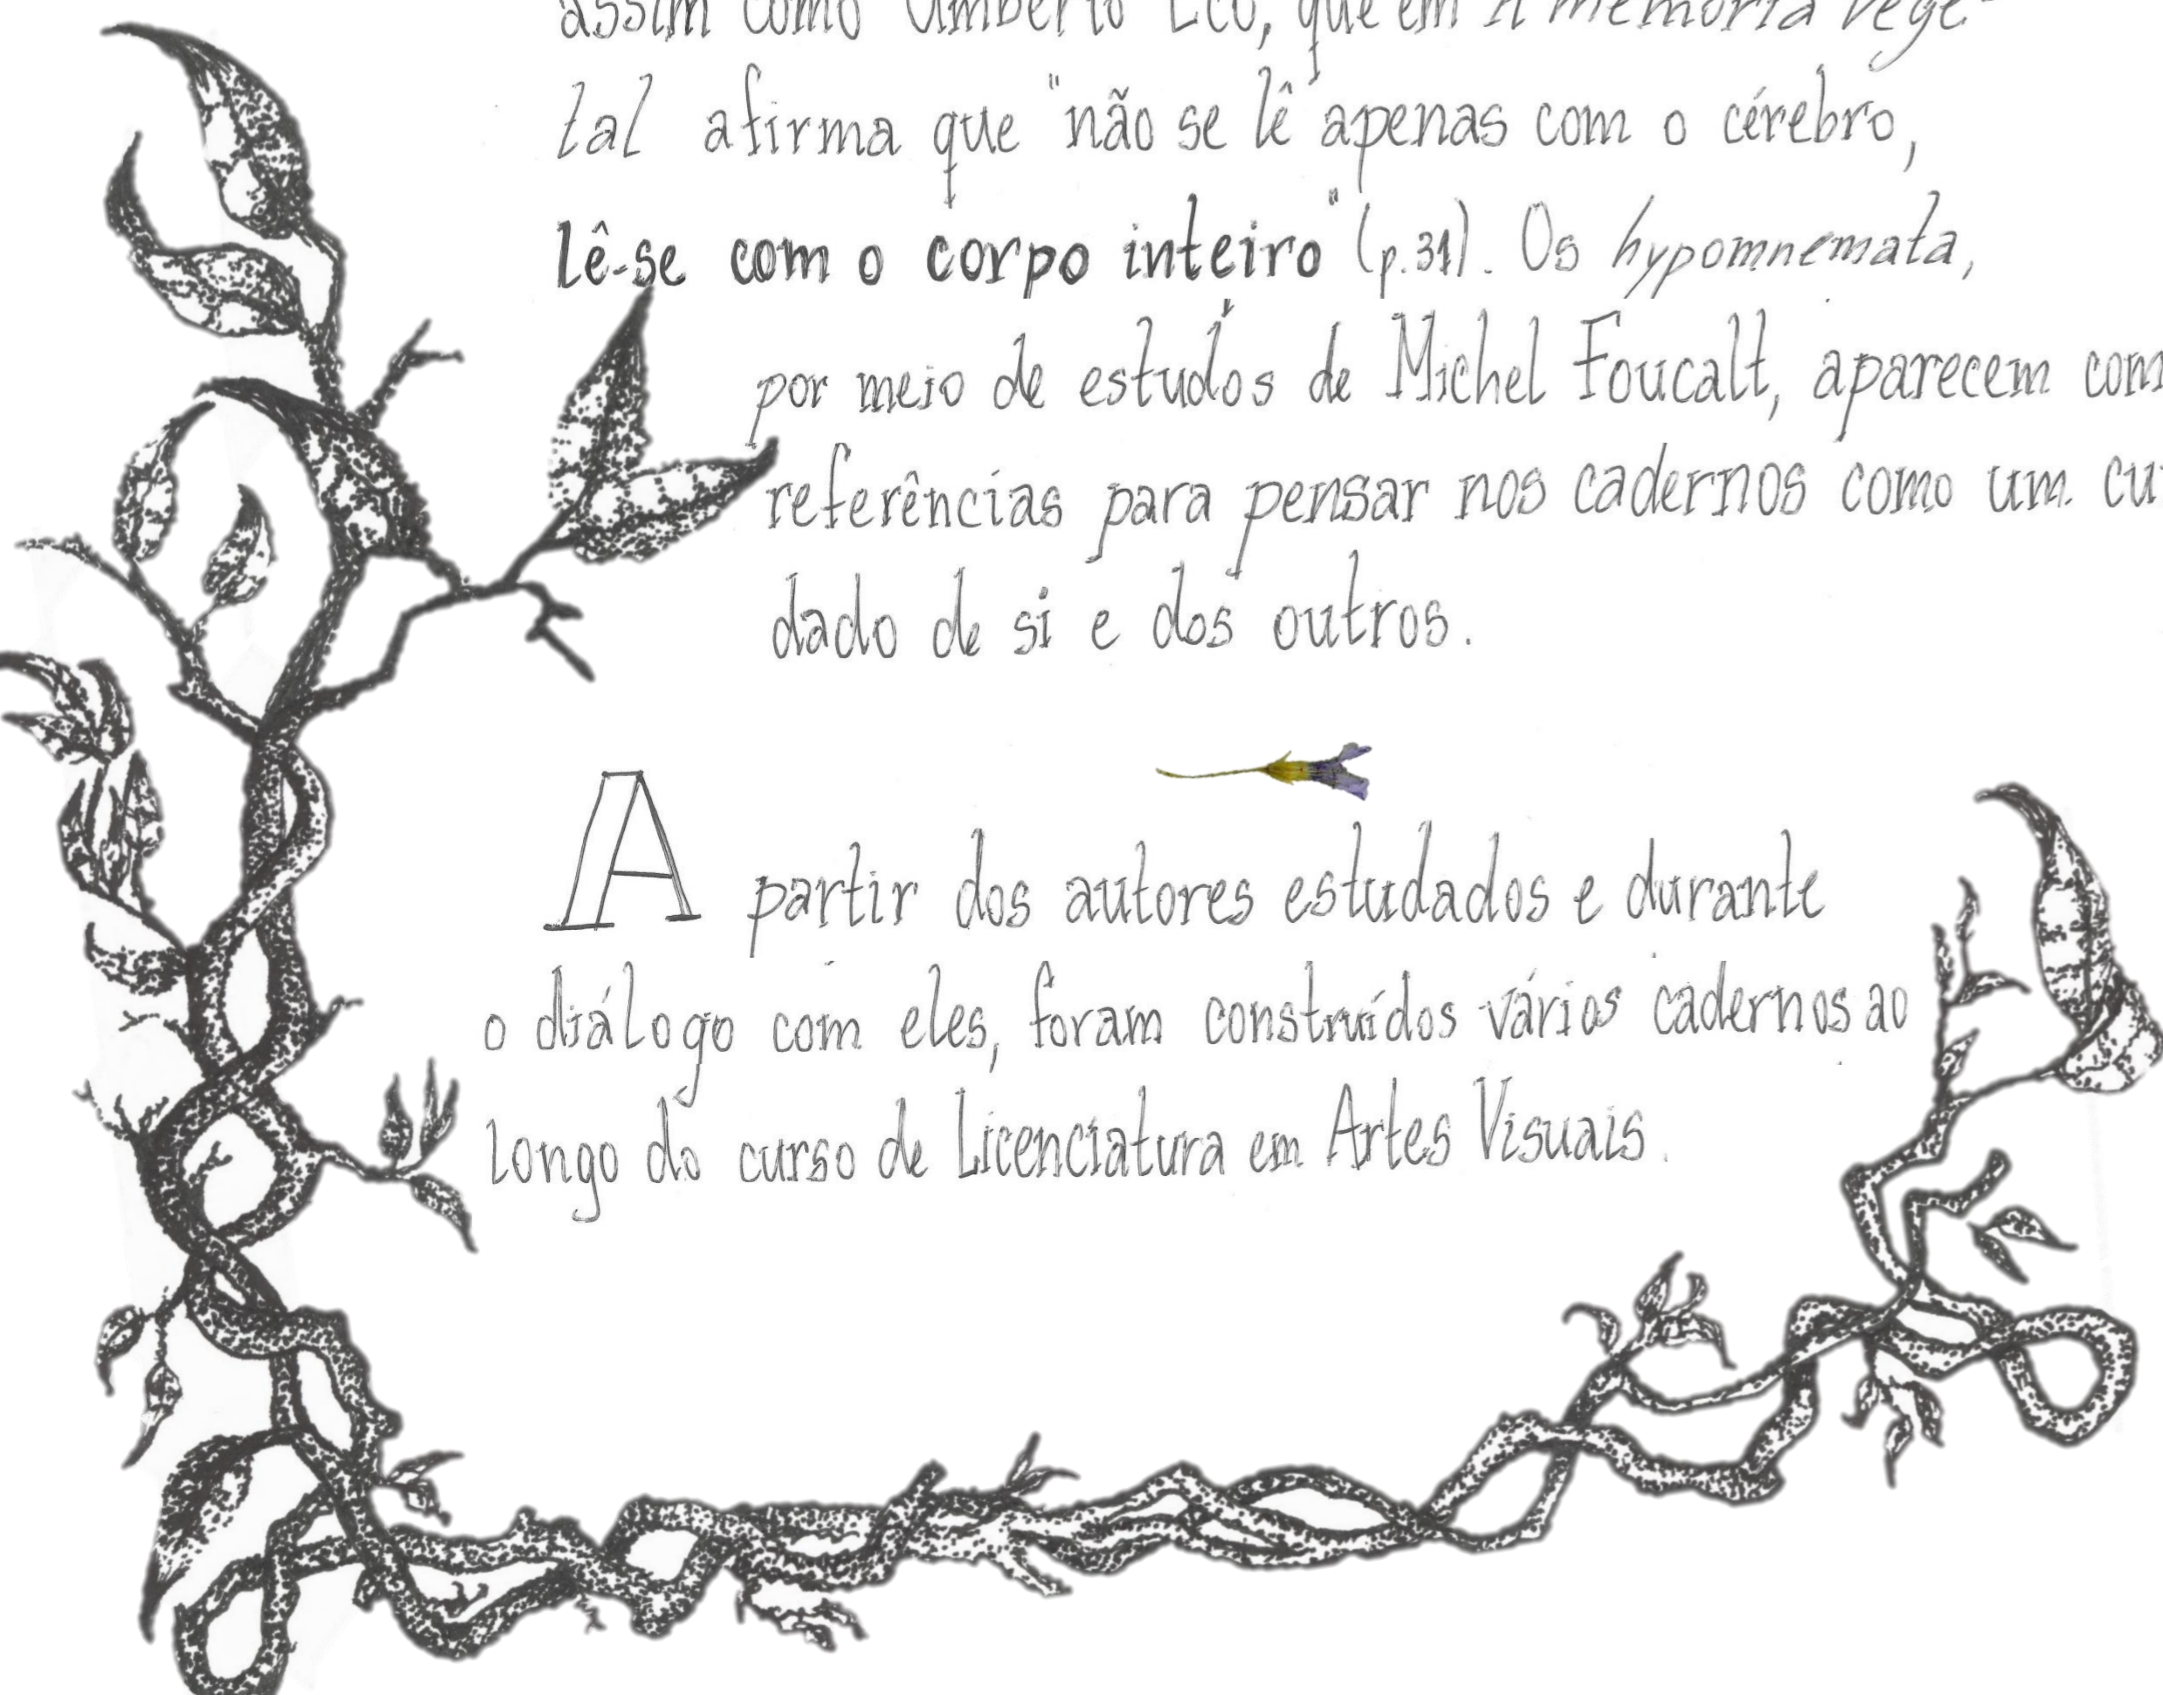 assim como Umberto Eco, que em A memória vege-
tal afirma que "não se lê apenas com o cérebro,
lê-se com o corpo inteiro" (p.31). Os hypomnemata,
por meio de estudos de Michel Foucalt, aparecem com
referências para pensar nos cadernos como um cu
dado de si e dos outros.
A partir dos autores estudados e durante
o diálogo com eles, foram construídos vários cadernos ao
longo do curso de Licenciatura em Artes Visuais.